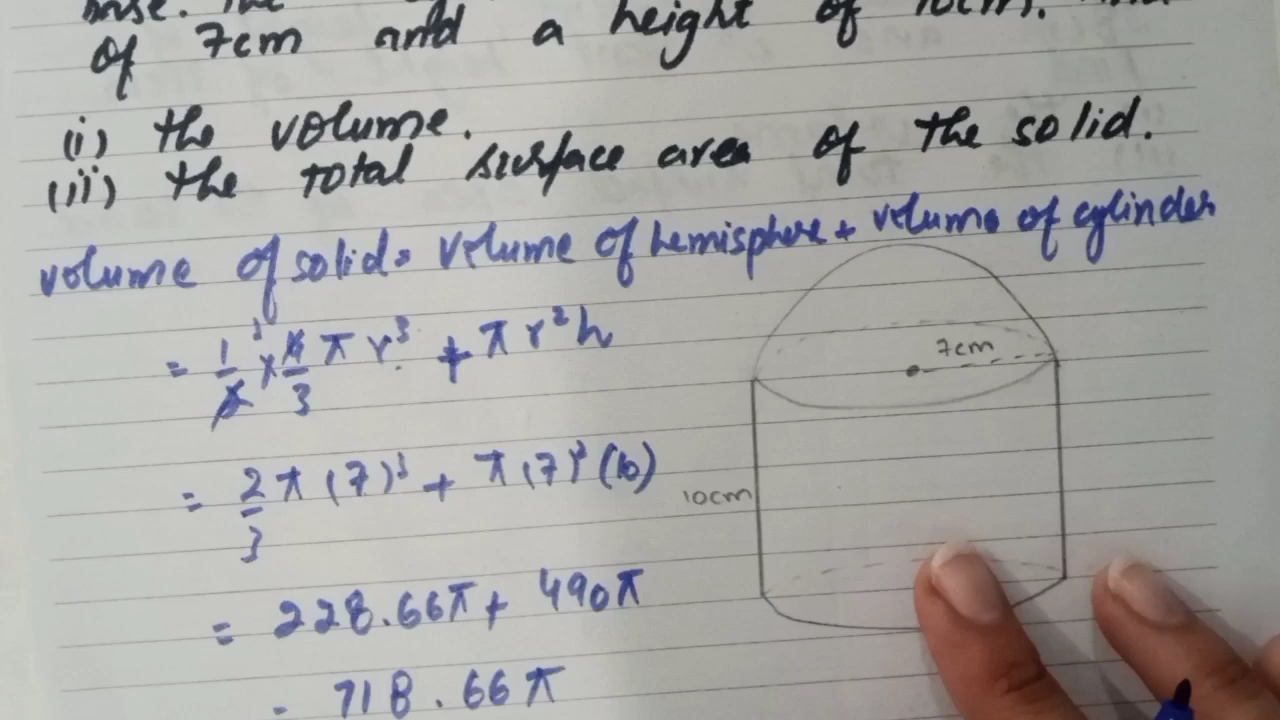 of 7cm and a height of 10cm.
(i) the volume.
(ii) the total surface area of the solid.
volume of solid = volume of hemisphere + volume of cylinder
= 1/2 × 4/3 π r³ + π r² h
7cm
= 2/3 π (7)³ + π (7)² (10)
10cm
= 228.66π + 490π
= 718.66π